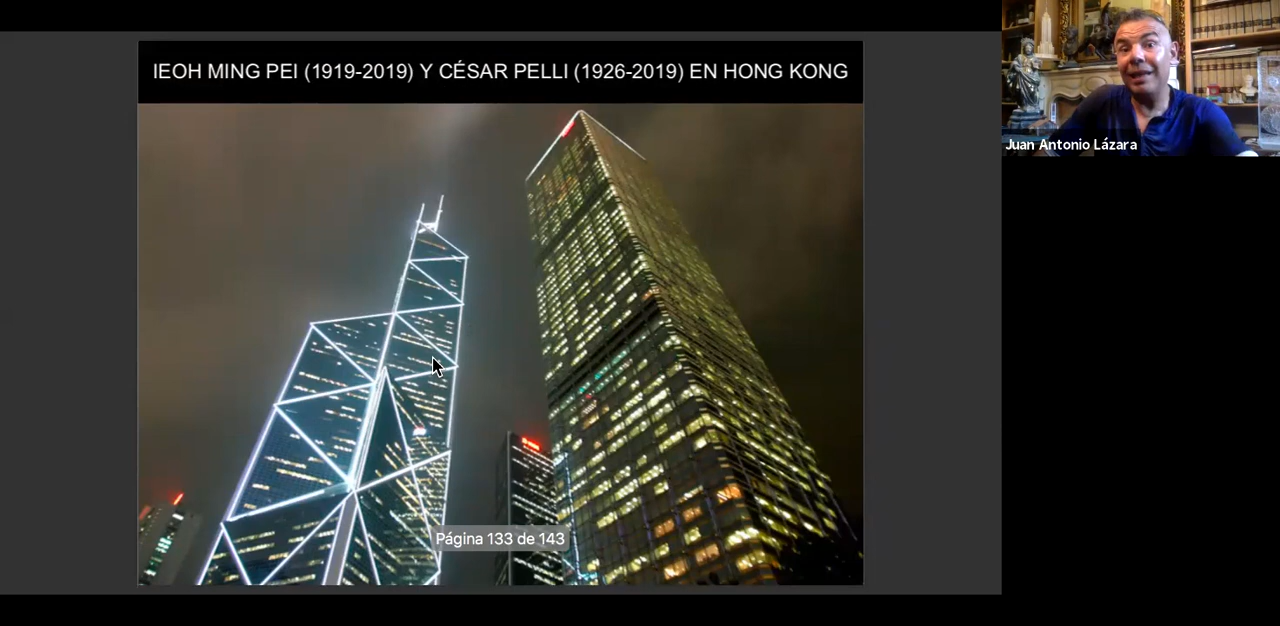 IEOH MING PEI (1919-2019) Y CÉSAR PELLI (1926-2019) EN HONG KONG
Juan Antonio Lázara
Página 133 de 143